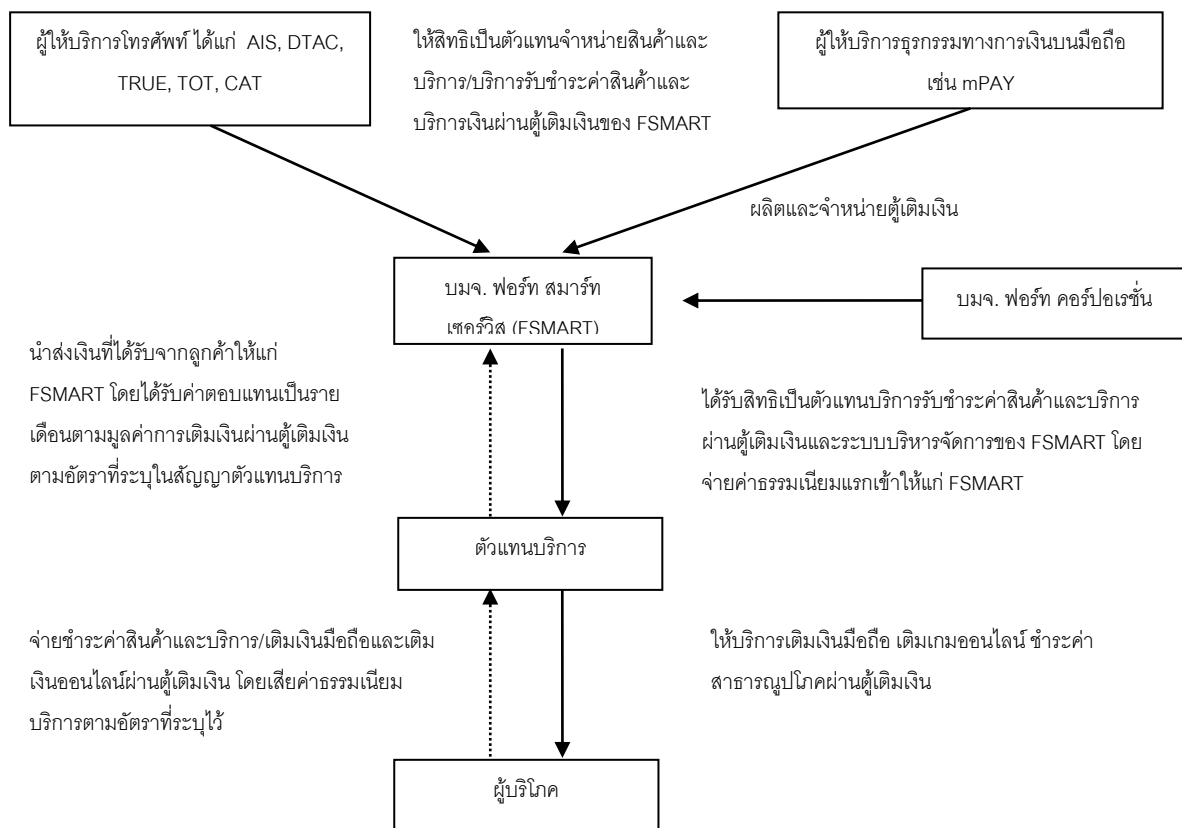 ผู้ให้บริการโทรศัพท์ ได้แก่ AIS, DTAC,
TRUE, TOT, CAT
ให้สิทธิเป็นตัวแทนจำหน่ายสินค้าและ
บริการ/บริการรับชำระค่าสินค้าและ
บริการเงินผ่านตู้เติมเงินของ FSMART
ผู้ให้บริการธุรกรรมทางการเงินบนมือถือ
เช่น mPAY
ผลิตและจำหน่ายตู้เติมเงิน
บมจ. ฟอร์ท สมาร์ท
เซอร์วิส (FSMART)
บมจ. ฟอร์ท คอร์ปอเรชั่น
นำส่งเงินที่ได้รับจากลูกค้าให้แก่
FSMART โดยได้รับค่าตอบแทนเป็นราย
เดือนตามมูลค่าการเติมเงินผ่านตู้เติมเงิน
ตามอัตราที่ระบุในสัญญาตัวแทนบริการ
ได้รับสิทธิเป็นตัวแทนบริการรับชำระค่าสินค้าและบริการ
ผ่านตู้เติมเงินและระบบบริหารจัดการของ FSMART โดย
จ่ายค่าธรรมเนียมแรกเข้าให้แก่ FSMART
ตัวแทนบริการ
จ่ายชำระค่าสินค้าและบริการ/เติมเงินมือถือและเติม
เงินออนไลน์ผ่านตู้เติมเงิน โดยเสียค่าธรรมเนียม
บริการตามอัตราที่ระบุไว้
ให้บริการเติมเงินมือถือ เติมเกมออนไลน์ ชำระค่า
สาธารณูปโภคผ่านตู้เติมเงิน
ผู้บริโภค